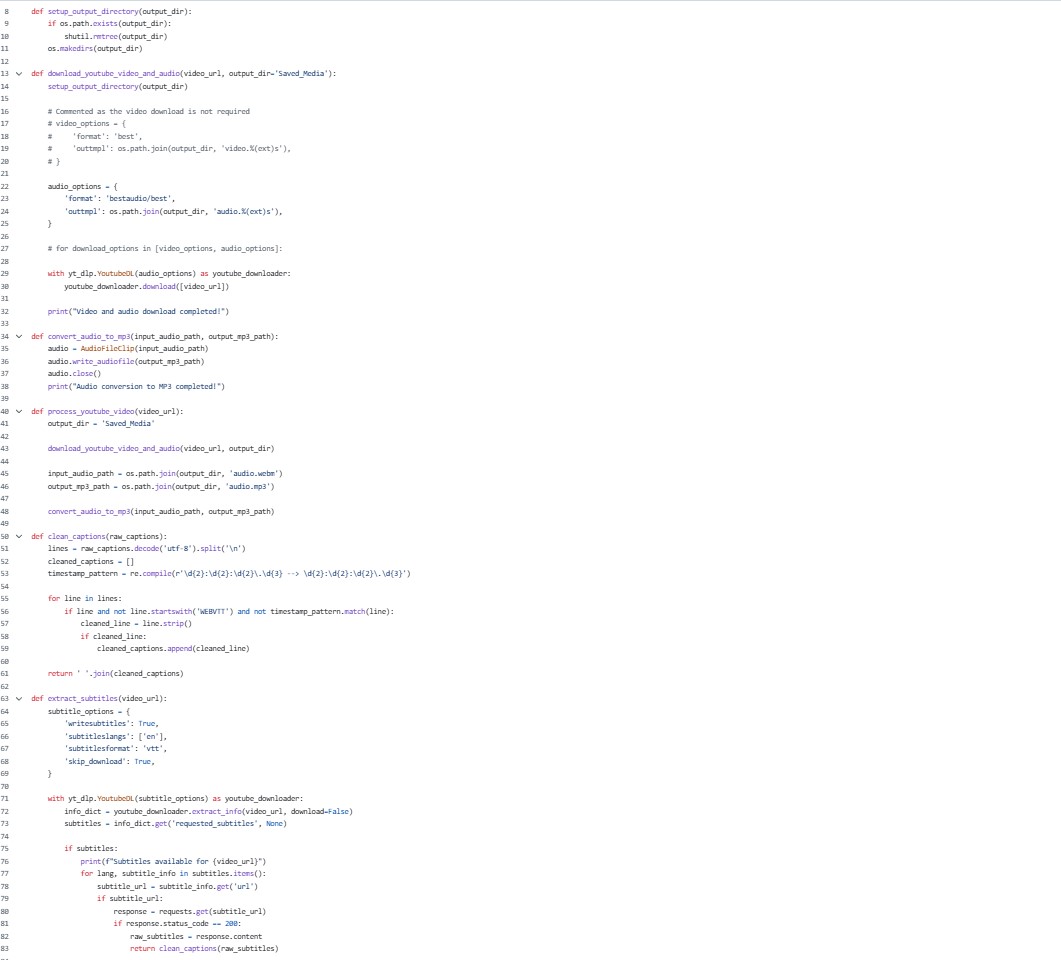 8 def setup_output_directory(output_dir):
9     if os.path.exists(output_dir):
10         shutil.rmtree(output_dir)
11     os.makedirs(output_dir)
12
13 def download_youtube_video_and_audio(video_url, output_dir='Saved_Media'):
14     setup_output_directory(output_dir)
15
16     # Commented as the video download is not required
17     # video_options = {
18     #     'format': 'best',
19     #     'outtmpl': os.path.join(output_dir, 'video.%(ext)s'),
20     # }
21
22     audio_options = {
23         'format': 'bestaudio/best',
24         'outtmpl': os.path.join(output_dir, 'audio.%(ext)s'),
25     }
26
27     # for download_options in [video_options, audio_options]:
28
29     with yt_dlp.YoutubeDL(audio_options) as youtube_downloader:
30         youtube_downloader.download([video_url])
31
32     print("Video and audio download completed!")
33
34 def convert_audio_to_mp3(input_audio_path, output_mp3_path):
35     audio = AudioFileClip(input_audio_path)
36     audio.write_audiofile(output_mp3_path)
37     audio.close()
38     print("Audio conversion to MP3 completed!")
39
40 def process_youtube_video(video_url):
41     output_dir = 'Saved_Media'
42
43     download_youtube_video_and_audio(video_url, output_dir)
44
45     input_audio_path = os.path.join(output_dir, 'audio.webm')
46     output_mp3_path = os.path.join(output_dir, 'audio.mp3')
47
48     convert_audio_to_mp3(input_audio_path, output_mp3_path)
49
50 def clean_captions(raw_captions):
51     lines = raw_captions.decode('utf-8').split('\n')
52     cleaned_captions = []
53     timestamp_pattern = re.compile(r'\d{2}:\d{2}:\d{2}\.\d{3} --> \d{2}:\d{2}:\d{2}\.\d{3}')
54
55     for line in lines:
56         if line and not line.startswith('WEBVTT') and not timestamp_pattern.match(line):
57             cleaned_line = line.strip()
58             if cleaned_line:
59                 cleaned_captions.append(cleaned_line)
60
61     return ' '.join(cleaned_captions)
62
63 def extract_subtitles(video_url):
64     subtitle_options = {
65         'writesubtitles': True,
66         'subtitleslangs': ['en'],
67         'subtitlesformat': 'vtt',
68         'skip_download': True,
69     }
70
71     with yt_dlp.YoutubeDL(subtitle_options) as youtube_downloader:
72         info_dict = youtube_downloader.extract_info(video_url, download=False)
73         subtitles = info_dict.get('requested_subtitles', None)
74
75         if subtitles:
76             print(f"Subtitles available for {video_url}")
77             for lang, subtitle_info in subtitles.items():
78                 subtitle_url = subtitle_info.get('url')
79                 if subtitle_url:
80                     response = requests.get(subtitle_url)
81                     if response.status_code == 200:
82                         raw_subtitles = response.content
83                         return clean_captions(raw_subtitles)